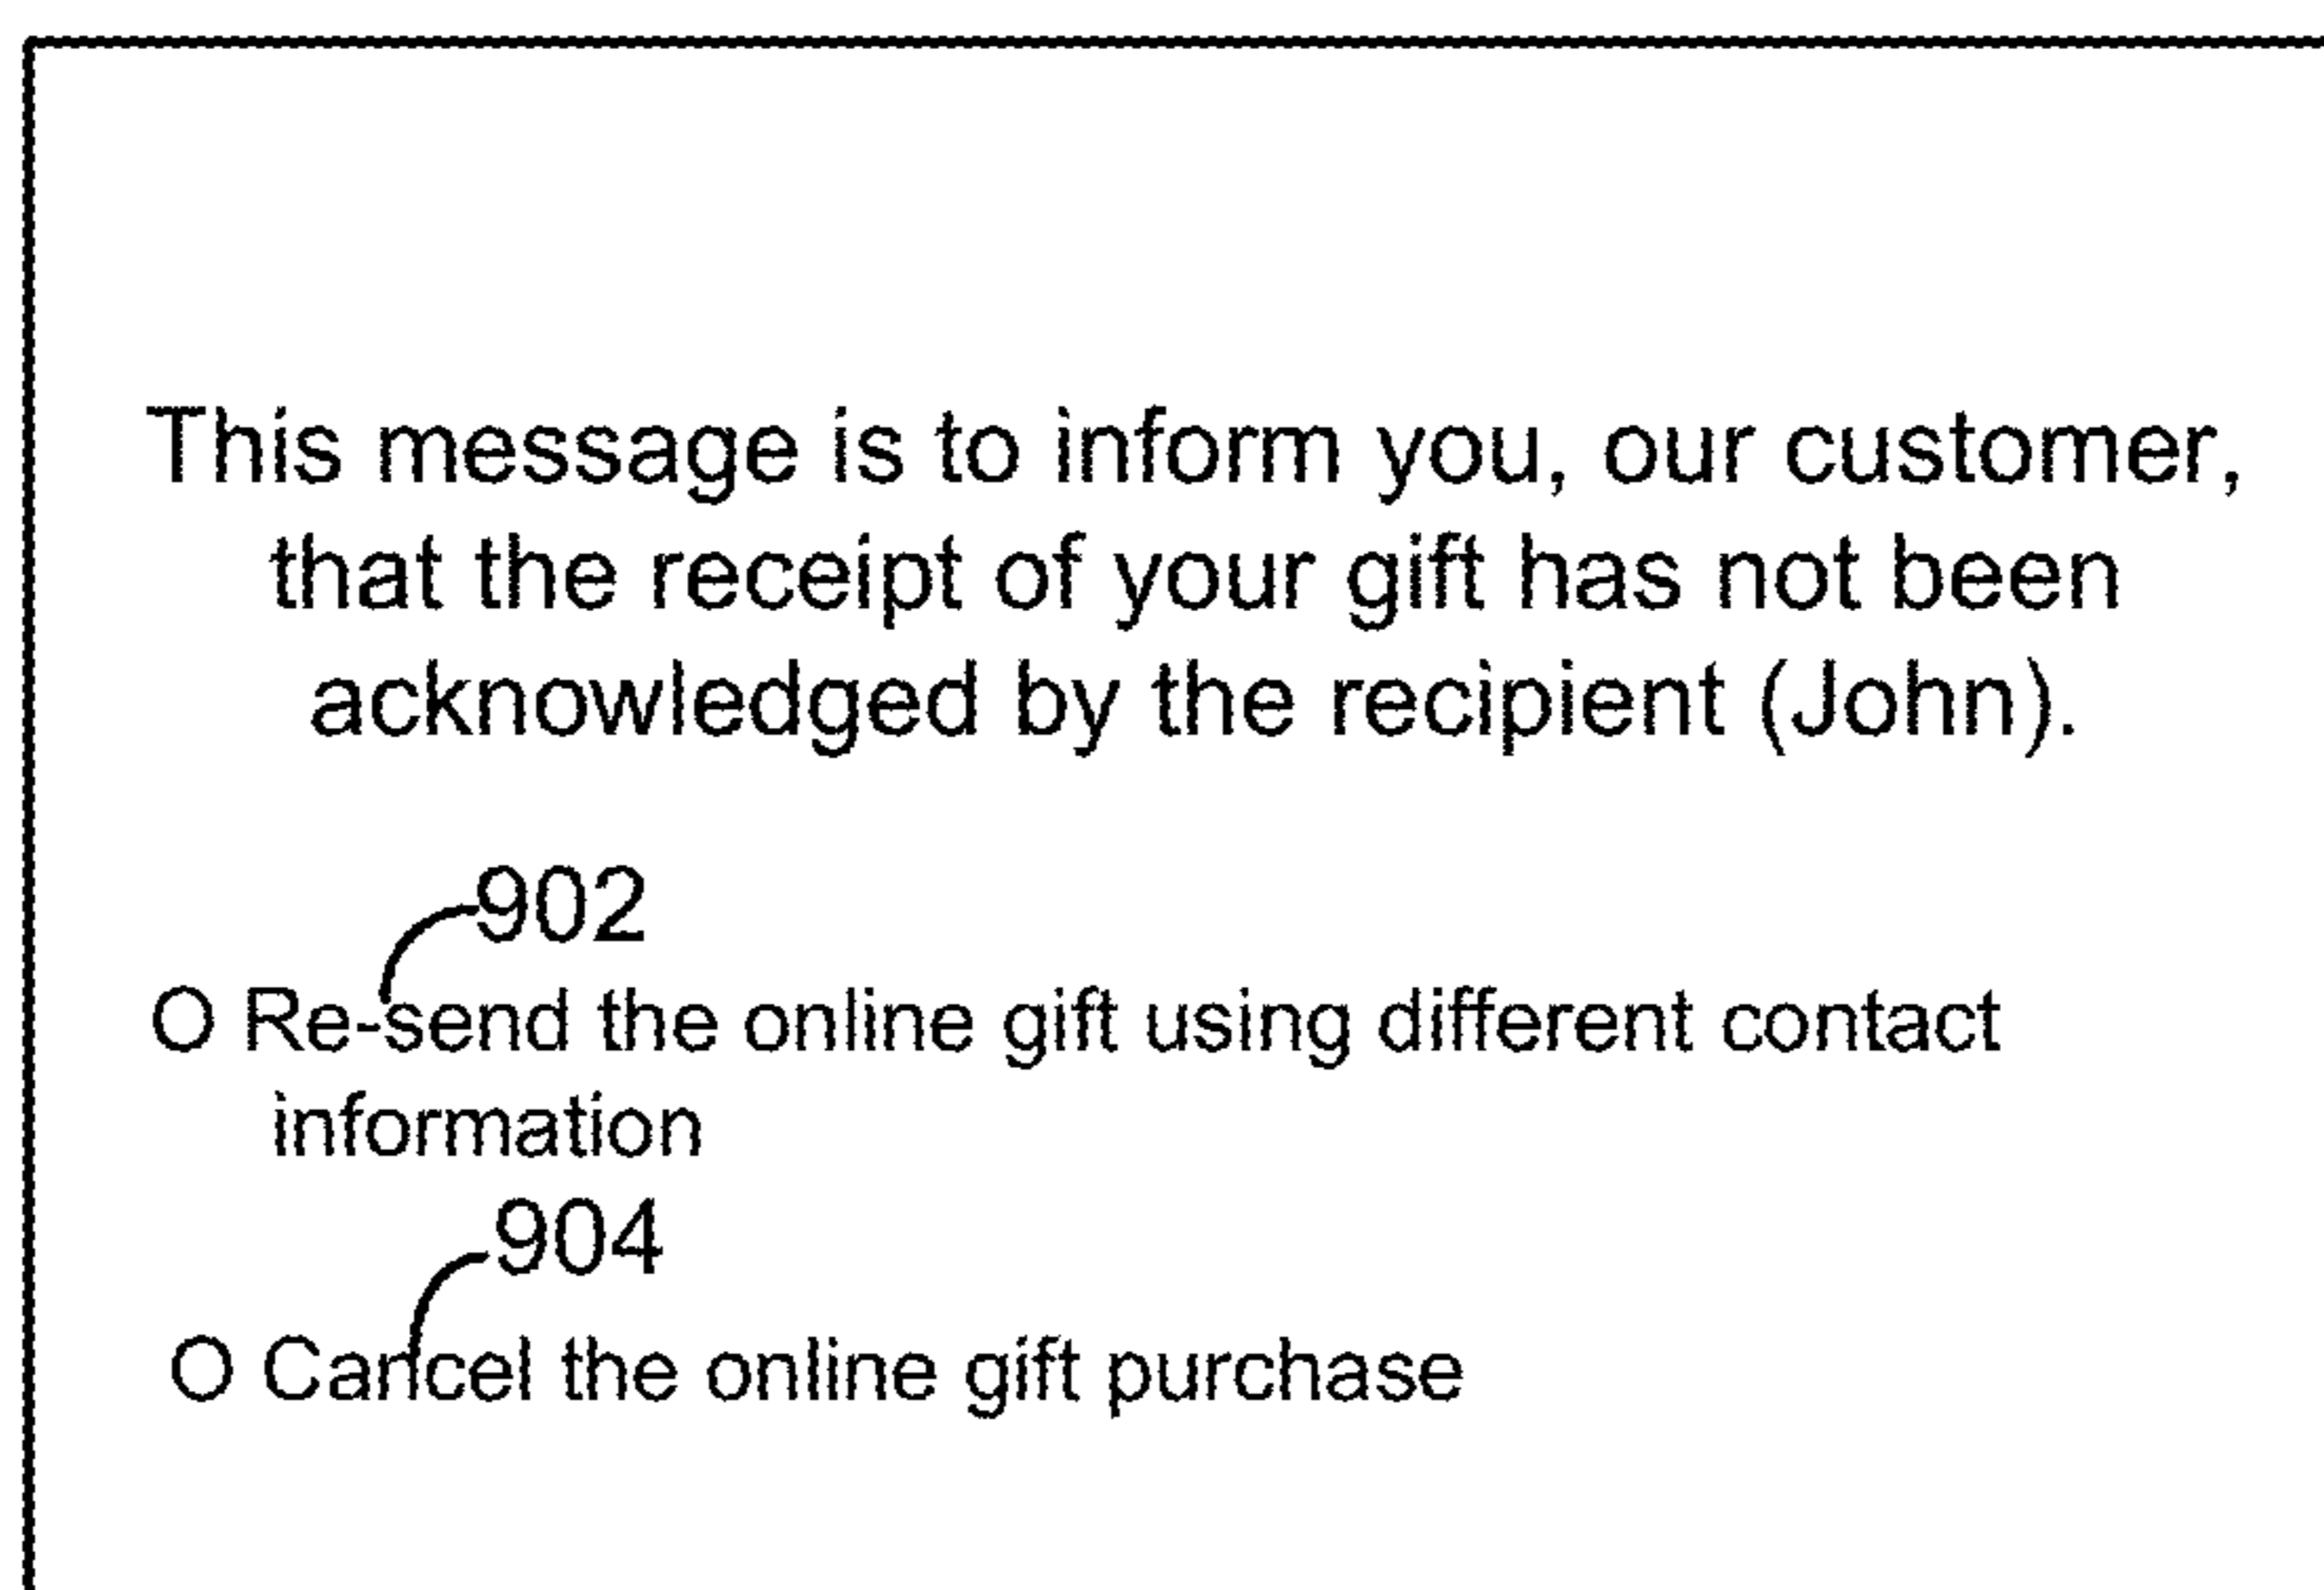 This message is to inform you, our customer,
that the receipt of your gift has not been
acknowledged by the recipient (John).
902
O Re-send the online gift using different contact
information
904
O Cancel the online gift purchase